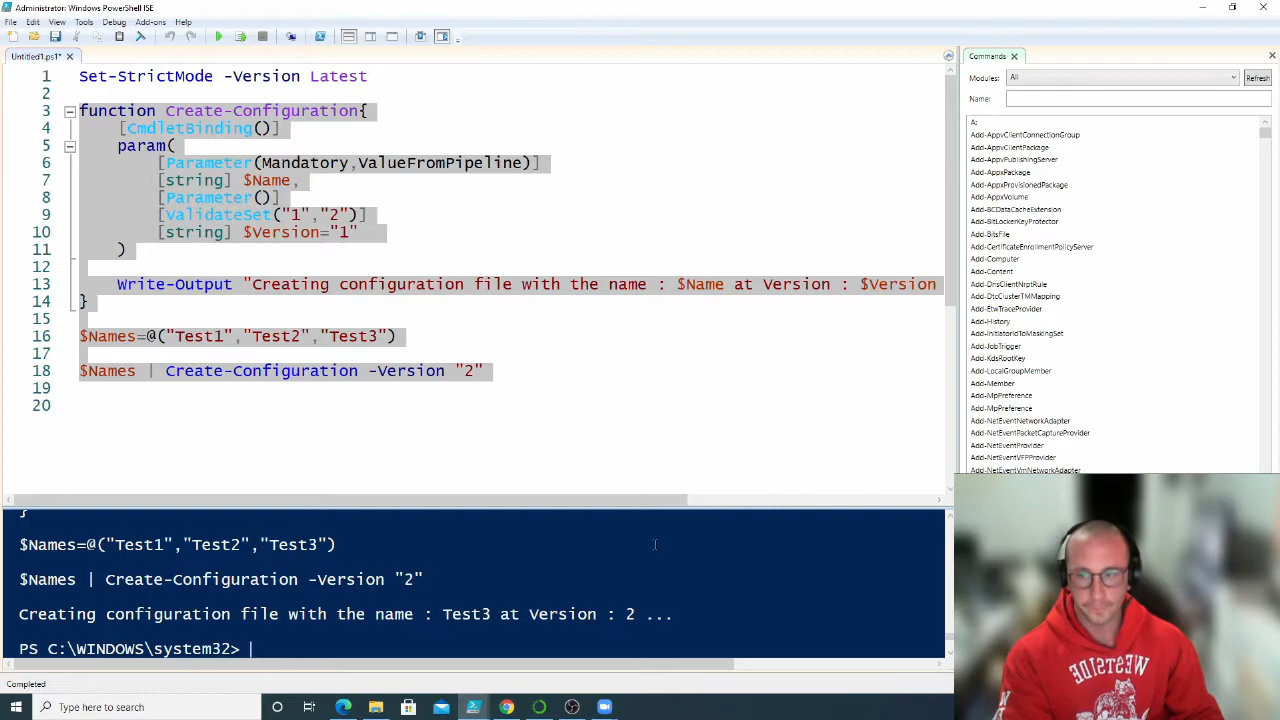 Administrator: Windows PowerShell ISE
File Edit View Tools Debug Add-ons Help
Untitled1.ps1* X
1 Set-StrictMode -Version Latest
2
3 function Create-Configuration{
4 [CmdletBinding()]
5 param(
6 [Parameter(Mandatory,ValueFromPipeline)]
7 [string] $Name,
8 [Parameter()]
9 [ValidateSet("1","2")]
10 [string] $Version="1"
11 )
12
13 Write-Output "Creating configuration file with the name : $Name at Version : $Version
14 }
15
16 $Names=@("Test1","Test2","Test3")
17
18 $Names | Create-Configuration -Version "2"
19
20
}
$Names=@("Test1","Test2","Test3")
$Names | Create-Configuration -Version "2"
Creating configuration file with the name : Test3 at Version : 2 ...
PS C:\WINDOWS\system32>
Completed
Type here to search
Commands X
Modules: All Refresh
Name:
A:
Add-AppvClientConnectionGroup
Add-AppvClientPackage
Add-AppvPublishingServer
Add-AppxPackage
Add-AppxProvisionedPackage
Add-AppxVolume
Add-BCDataCacheExtension
Add-BitLockerKeyProtector
Add-BitsFile
Add-CertificateEnrollmentPolicyServer
Add-Computer
Add-Content
Add-DnsClientNrptRule
Add-DtcClusterTMMapping
Add-EtwTraceProvider
Add-History
Add-InitiatorIdToMaskingSet
Add-JobTrigger
Add-KdsRootKey
Add-LocalGroupMember
Add-Member
Add-MpPreference
Add-MpPreference
Add-NetEventNetworkAdapter
Add-NetEventPacketCaptureProvider
Add-NetEventProvider
Add-NetEventVFPProvider
Add-NetEventVmNetworkAdapter
WESTSIDE